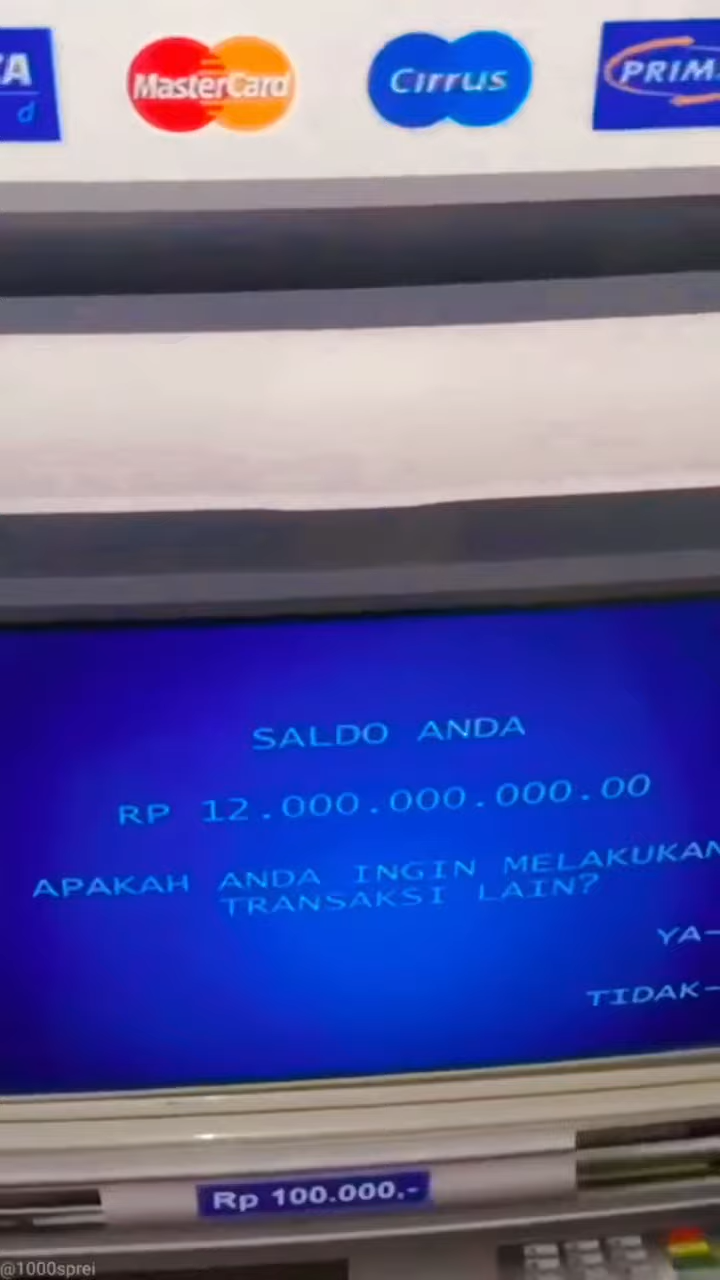 MasterCard
Cirrus
SALDO ANDA
RP 12.000.000.000.00
APAKAH ANDA INGIN MELAKUKAN
TRANSAKSI LAIN?
YA-
TIDAK-
Rp 100.000,-
@1000sprei